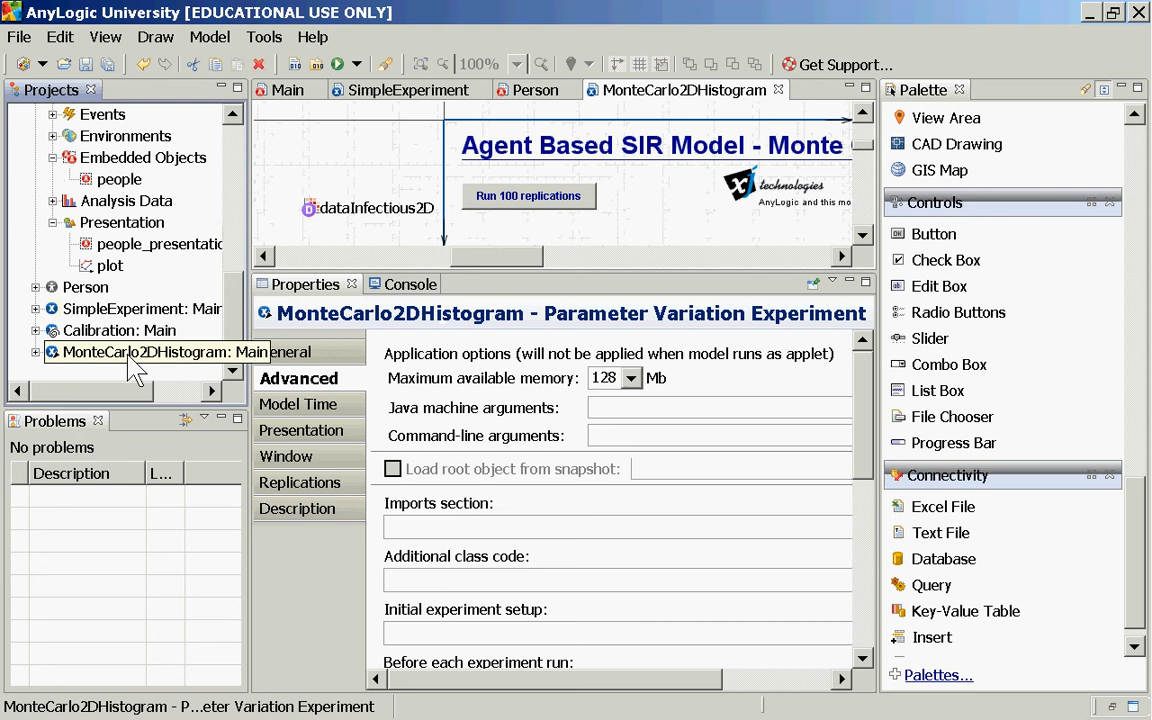 AnyLogic University [EDUCATIONAL USE ONLY]
File Edit View Draw Model Tools Help
100% Get Support...
Projects
Events
Environments
Embedded Objects
people
Analysis Data
Presentation
people_presentatic
plot
Person
SimpleExperiment: Mair
Calibration: Main
MonteCarlo2DHistogram: Main
Problems
No problems
Description L...
Main SimpleExperiment Person MonteCarlo2DHistogram
Agent Based SIR Model - Monte
Run 100 replications
technologies
AnyLogic and this mo
dataInfectious2D
Properties Console
MonteCarlo2DHistogram - Parameter Variation Experiment
eneral
Advanced
Model Time
Presentation
Window
Replications
Description
Application options (will not be applied when model runs as applet)
Maximum available memory: 128 Mb
Java machine arguments:
Command-line arguments:
Load root object from snapshot:
Imports section:
Additional class code:
Initial experiment setup:
Before each experiment run:
Palette
View Area
CAD Drawing
GIS Map
Controls
Button
Check Box
Edit Box
Radio Buttons
Slider
Combo Box
List Box
File Chooser
Progress Bar
Connectivity
Excel File
Text File
Database
Query
Key-Value Table
Insert
Palettes...
MonteCarlo2DHistogram - P...eter Variation Experiment